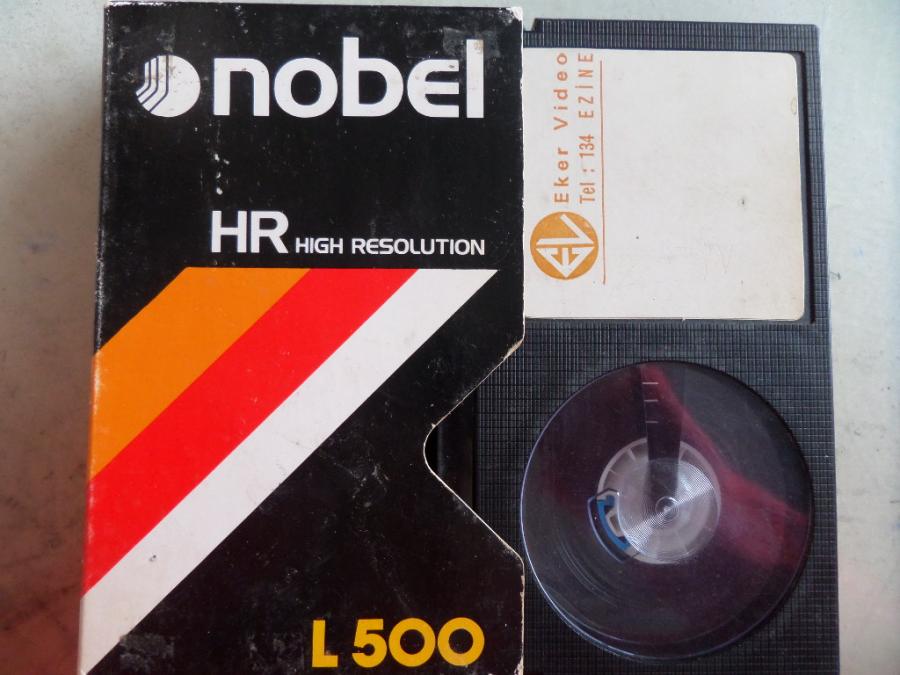 nobel
HR HIGH RESOLUTION
L 500
Eker Video
Tel : 134 EZİNE